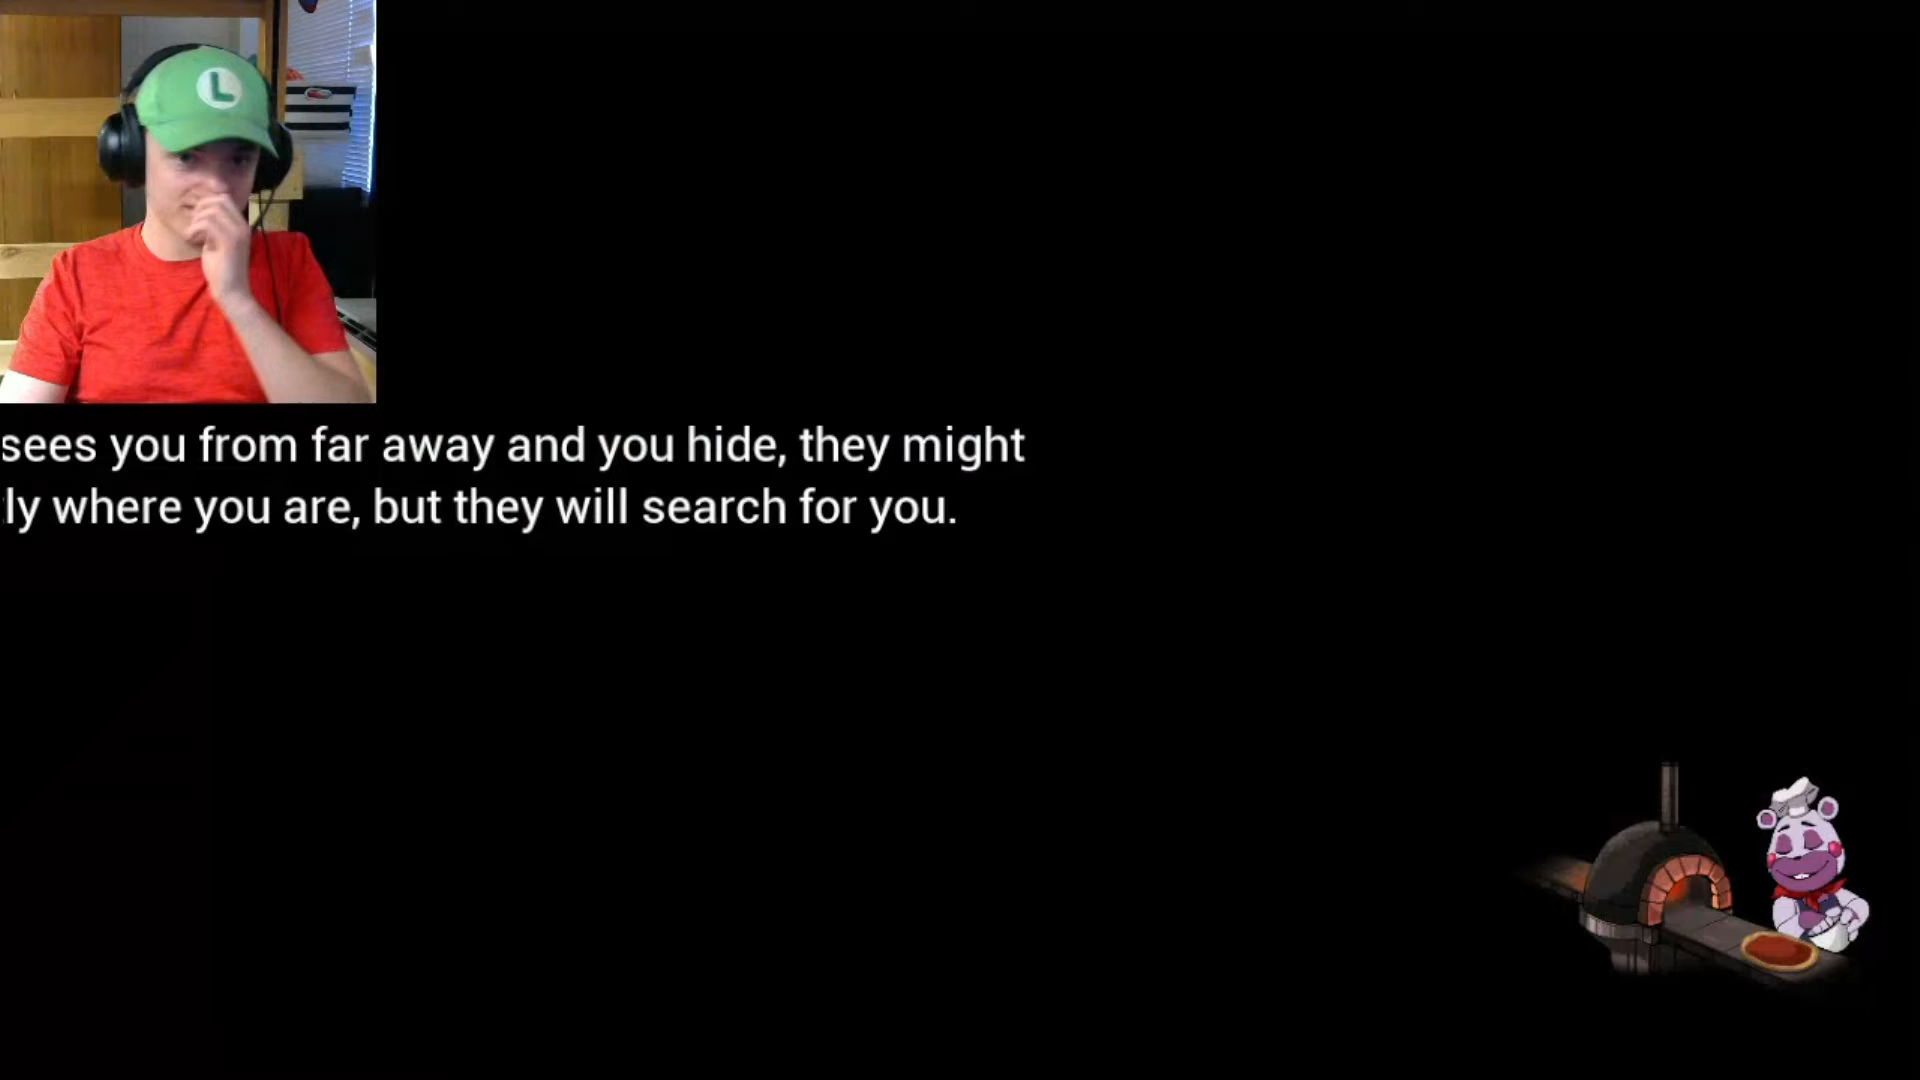 L
sees you from far away and you hide, they might
ly where you are, but they will search for you.